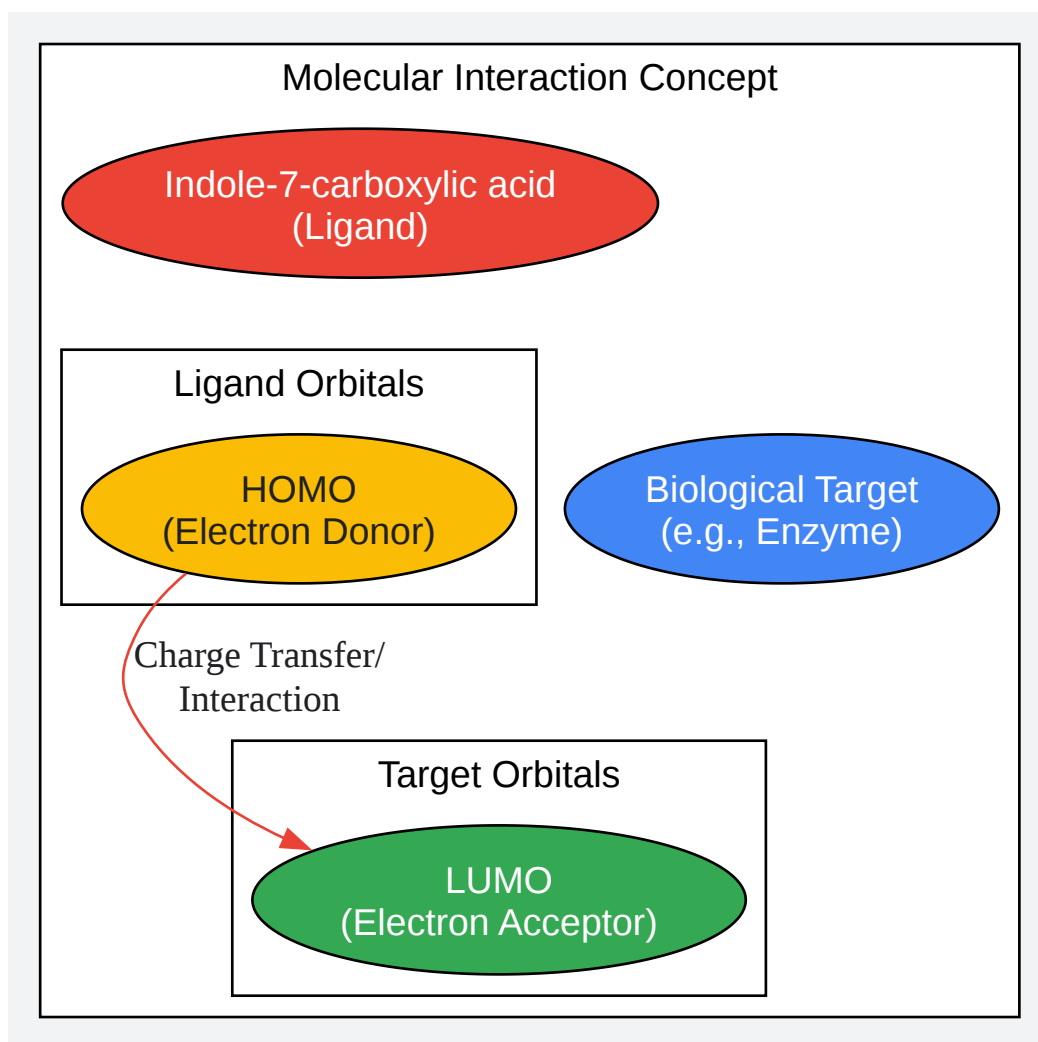 Molecular Interaction Concept
Indole-7-carboxylic acid
(Ligand)
Ligand Orbitals
HOMO
(Electron Donor)
Biological Target
(e.g., Enzyme)
Charge Transfer/
Interaction
Target Orbitals
LUMO
(Electron Acceptor)